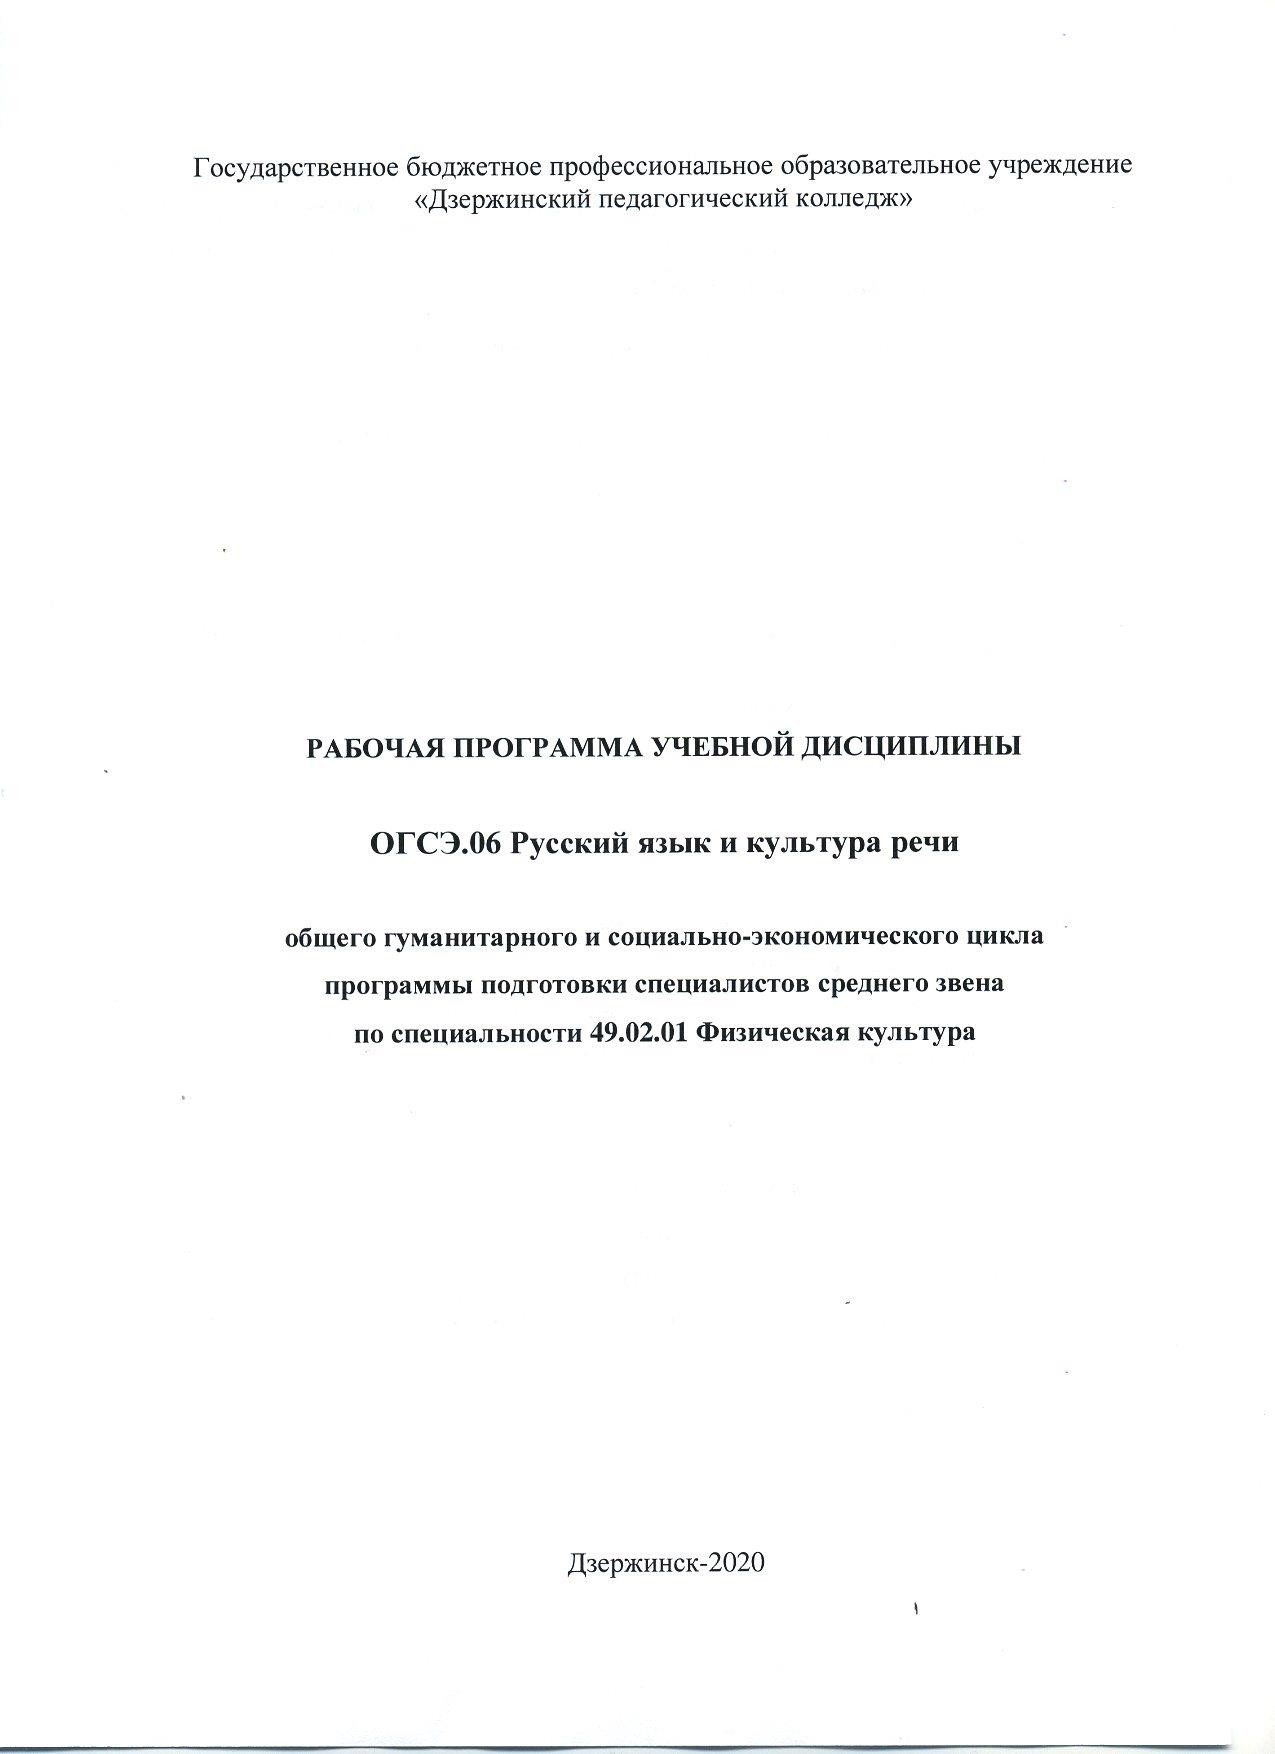 Государственное бюджетное профессиональное образовательное учреждение
«Дзержинский педагогический колледж»
РАБОЧАЯ ПРОГРАММА УЧЕБНОЙ ДИСЦИПЛИНЫ
ОГСЭ.06 Русский язык и культура речи
общего гуманитарного и социально-экономического цикла
программы подготовки специалистов среднего звена
по специальности 49.02.01 Физическая культура
Дзержинск-2020